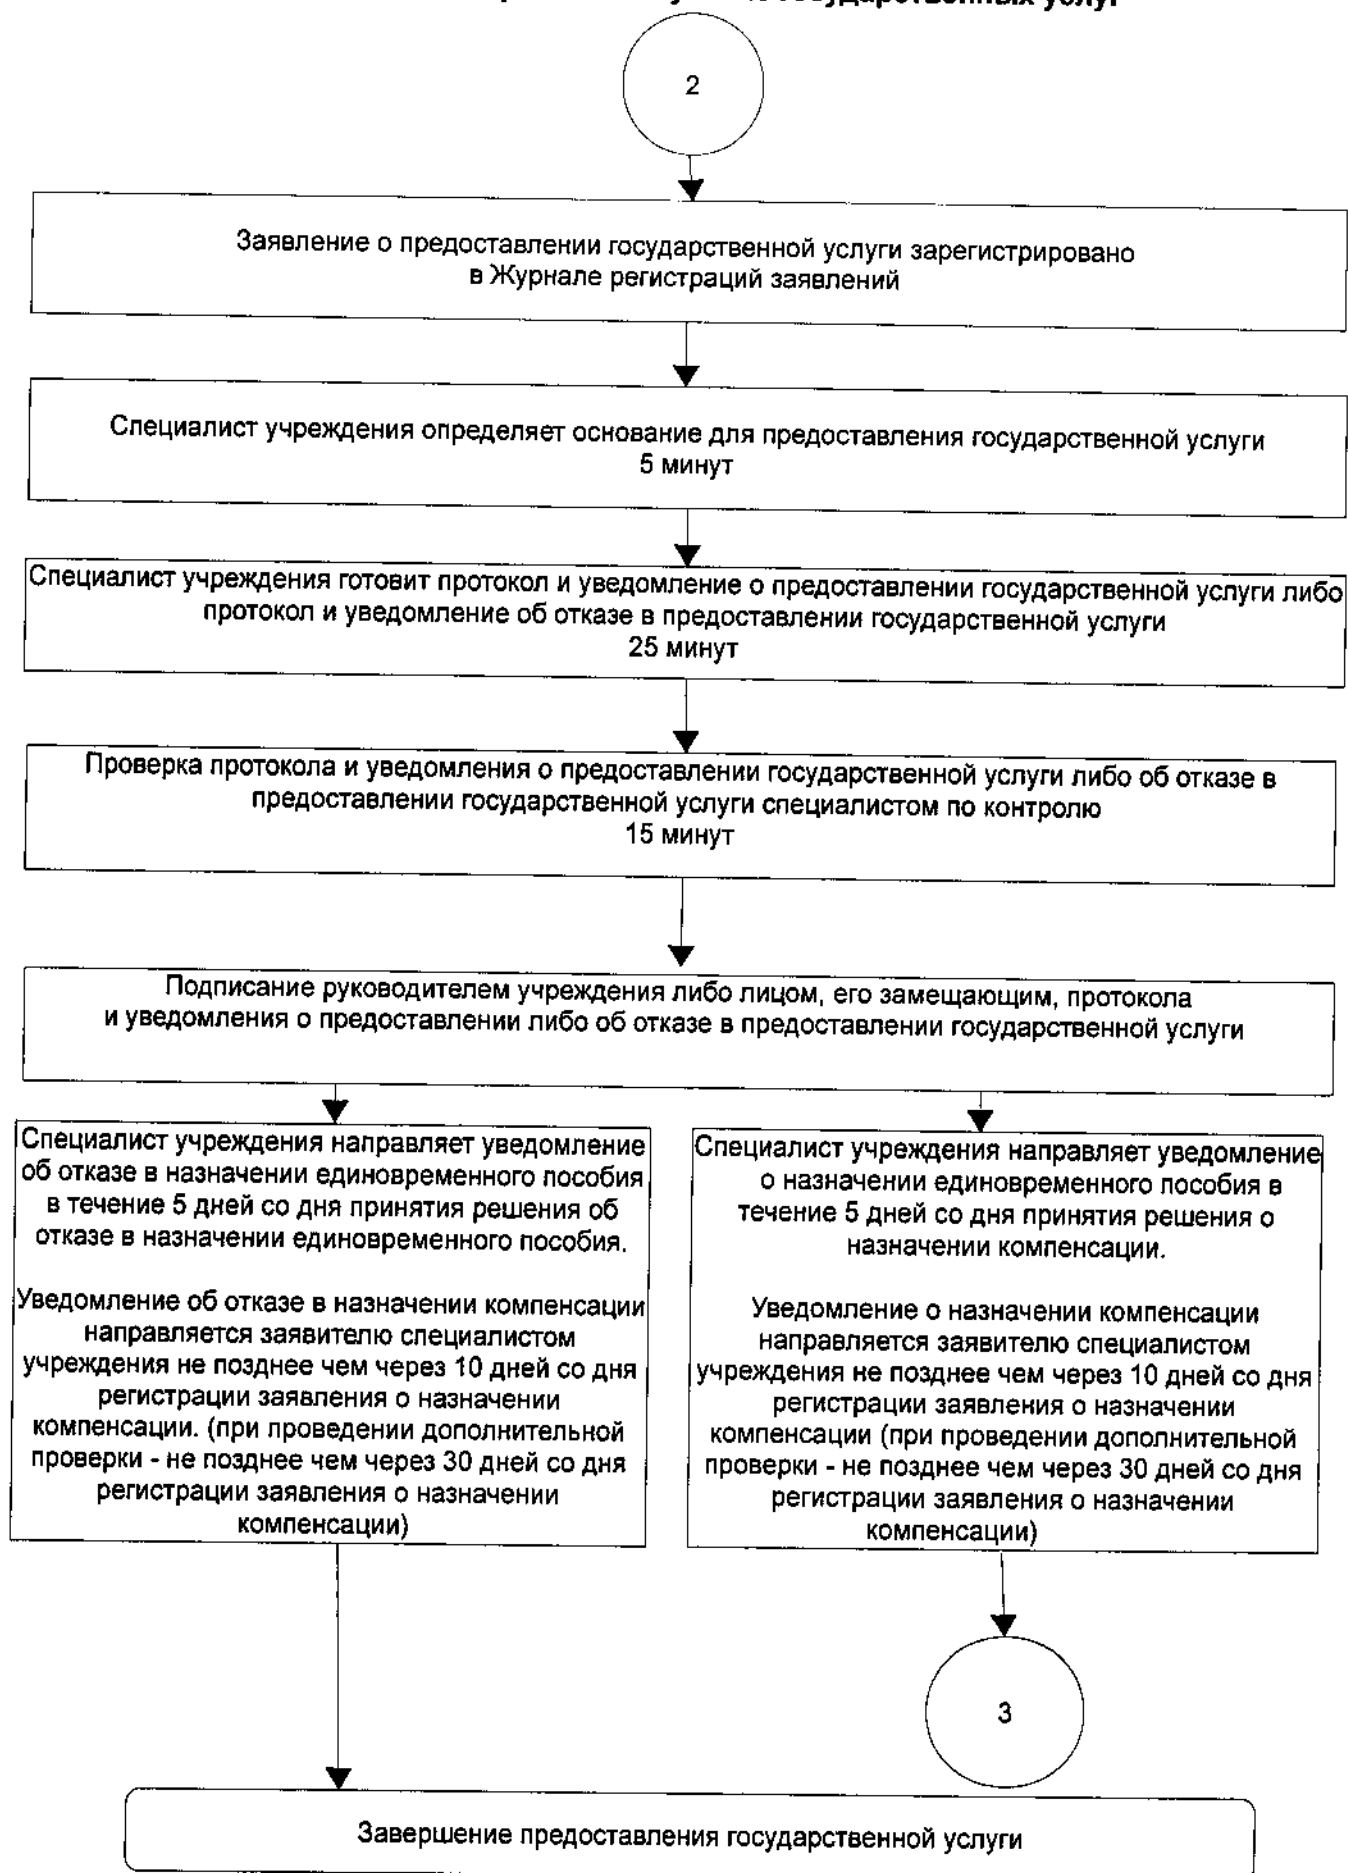 государственных услуг
2
Заявление о предоставлении государственной услуги зарегистрировано
в Журнале регистраций заявлений
Специалист учреждения определяет основание для предоставления государственной услуги
5 минут
Специалист учреждения готовит протокол и уведомление о предоставлении государственной услуги либо
протокол и уведомление об отказе в предоставлении государственной услуги
25 минут
Проверка протокола и уведомления о предоставлении государственной услуги либо об отказе в
предоставлении государственной услуги специалистом по контролю
15 минут
Подписание руководителем учреждения либо лицом, его замещающим, протокола
и уведомления о предоставлении либо об отказе в предоставлении государственной услуги
Специалист учреждения направляет уведомление
об отказе в назначении единовременного пособия
в течение 5 дней со дня принятия решения об
отказе в назначении единовременного пособия.
Уведомление об отказе в назначении компенсации
направляется заявителю специалистом
учреждения не позднее чем через 10 дней со дня
регистрации заявления о назначении
компенсации. (при проведении дополнительной
проверки - не позднее чем через 30 дней со дня
регистрации заявления о назначении
компенсации)
Специалист учреждения направляет уведомление
о назначении единовременного пособия в
течение 5 дней со дня принятия решения о
назначении компенсации.
Уведомление о назначении компенсации
направляется заявителю специалистом
учреждения не позднее чем через 10 дней со дня
регистрации заявления о назначении
компенсации (при проведении дополнительной
проверки - не позднее чем через 30 дней со дня
регистрации заявления о назначении
компенсации)
3
Завершение предоставления государственной услуги